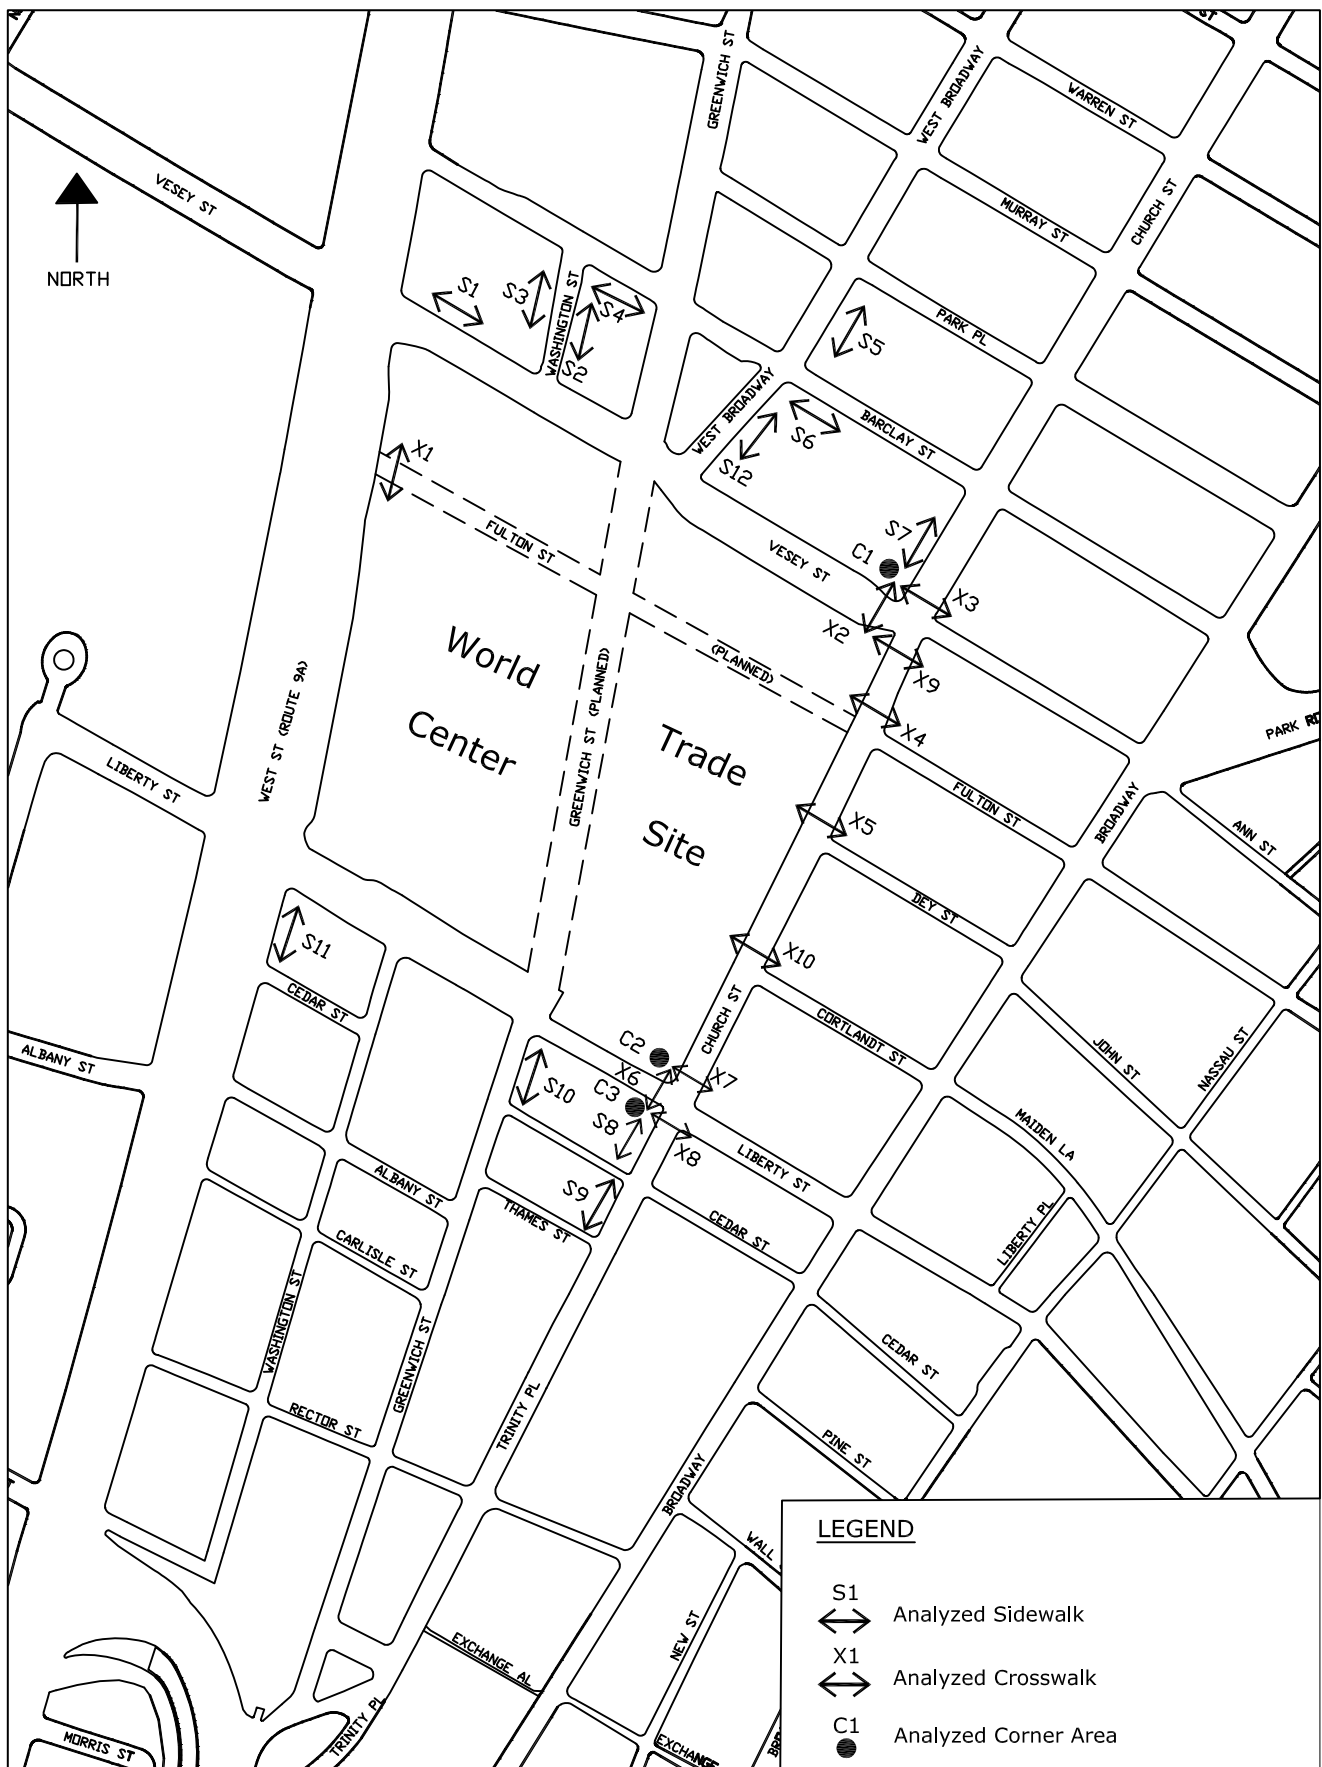 GREENWICH ST
WEST BROADWAY
WARREN ST
CHURCH ST
MURRAY ST
VESEY ST
NORTH
S1
S3
WASHINGTON ST
S4
S2
PARK PL
S5
WEST BROADWAY
BARCLAY ST
S6
S12
X1
FULTON ST
S7
C1
VESEY ST
X3
X2
X9
(PLANNED)
World
Center
GREENWICH ST (PLANNED)
Trade
Site
X4
WEST ST (ROUTE 9A)
PARK
LIBERTY ST
FULTON ST
BROADWAY
ANN ST
X5
DEY ST
S11
X10
CEDAR ST
CHURCH ST
CORTLANDT ST
JOHN ST
NASSAU ST
ALBANY ST
C2
X6
X7
C3
S10
S8
MAIDEN LA
X8
LIBERTY ST
ALBANY ST
S9
THAMES ST
CEDAR ST
LIBERTY PL
CARLISLE ST
WASHINGTON ST
GREENWICH ST
CEDAR ST
RECTOR ST
TRINITY PL
PINE ST
BROADWAY
WALL
NEW ST
EXCHANGE AL
TRINITY PL
MORRIS ST
EXCHANGE
LEGEND
S1
Analyzed Sidewalk
X1
Analyzed Crosswalk
C1
Analyzed Corner Area